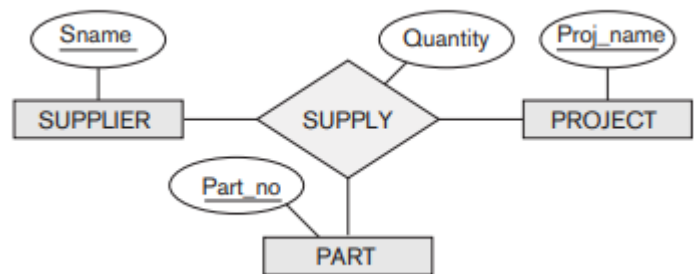 Sname
Quantity
Proj_name
SUPPLIER
SUPPLY
PROJECT
Part_no
PART